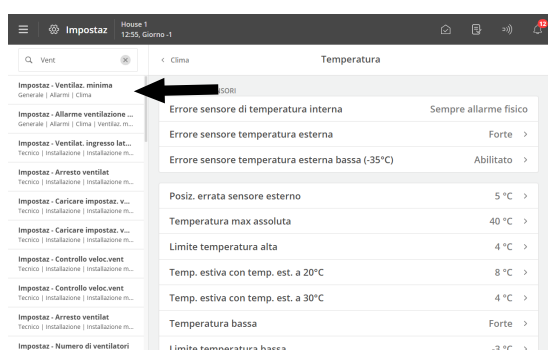 Impostaz
House 1
12:55, Giorno -1
12
Vent
Clima
Temperatura
Impostaz - Ventilaz. minima
Generale | Allarmi | Clima
Impostaz - Allarme ventilazione ...
Generale | Allarmi | Clima | Ventilaz. m...
Impostaz - Ventilat. ingresso lat...
Tecnico | Installazione | Installazione m...
Impostaz - Arresto ventilat
Tecnico | Installazione | Installazione m...
Impostaz - Caricare impostaz. v...
Tecnico | Installazione | Installazione m...
Impostaz - Caricare impostaz. v...
Tecnico | Installazione | Installazione m...
Impostaz - Controllo veloc.vent
Tecnico | Installazione | Installazione m...
Impostaz - Controllo veloc.vent
Tecnico | Installazione | Installazione m...
Impostaz - Arresto ventilat
Tecnico | Installazione | Installazione m...
Impostaz - Numero di ventilatori
Errore sensore di temperatura interna Sempre allarme fisico
Errore sensore temperatura esterna Forte
Errore sensore temperatura esterna bassa (-35°C) Abilitato
Posiz. errata sensore esterno 5 °C
Temperatura max assoluta 40 °C
Limite temperatura alta 4 °C
Temp. estiva con temp. est. a 20°C 8 °C
Temp. estiva con temp. est. a 30°C 4 °C
Temperatura bassa Forte
Limite temperatura bassa -3 °C